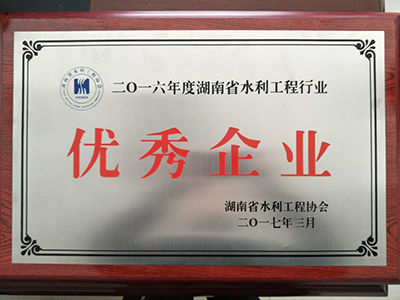 二〇一六年度湖南省水利工程行业
优秀企业
湖南省水利工程协会
二〇一七年三月